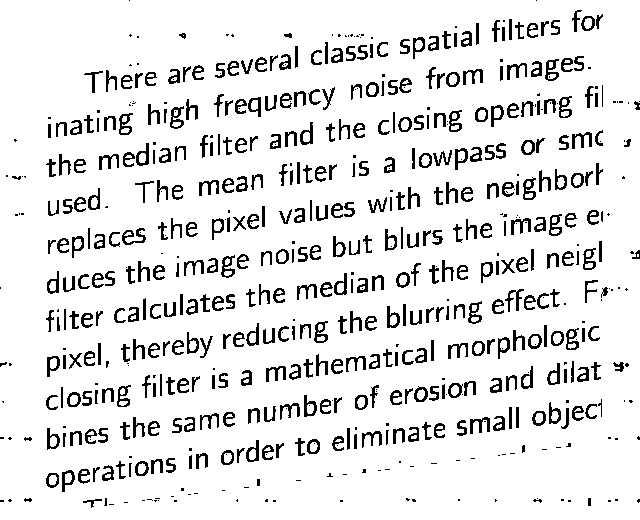 There are several classic spatial filters for
inating high frequency noise from images.
the median filter and the closing opening fil
used. The mean filter is a lowpass or smo
replaces the pixel values with the neighborh
duces the image noise but blurs the image e
filter calculates the median of the pixel neigl
pixel, thereby reducing the blurring effect. F
closing filter is a mathematical morphologic
bines the same number of erosion and dilat
operations in order to eliminate small object